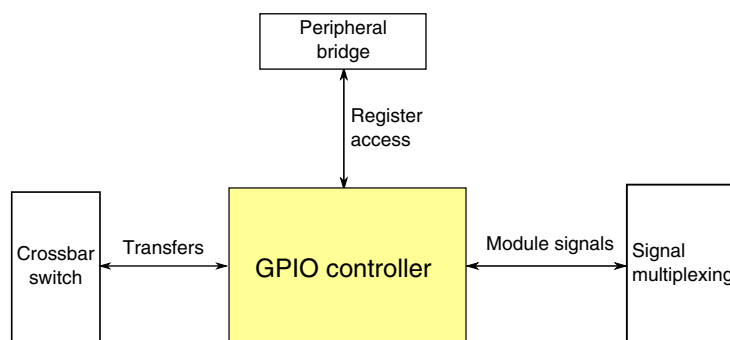 Peripheral
bridge
Register
access
Crossbar
switch
Transfers
GPIO controller
Module signals
Signal
multiplexing